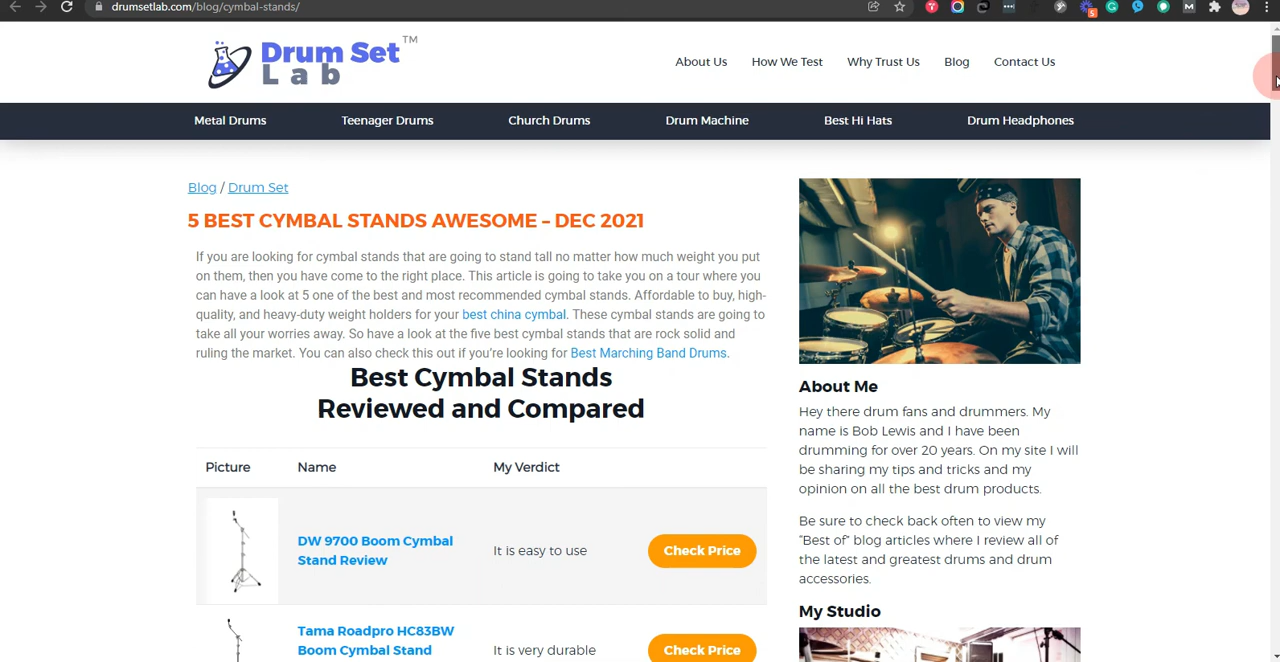 drumsetlab.com/blog/cymbal-stands/
Drum Set TM
Lab
About Us How We Test Why Trust Us Blog Contact Us
Metal Drums Teenager Drums Church Drums Drum Machine Best Hi Hats Drum Headphones
Blog / Drum Set
5 BEST CYMBAL STANDS AWESOME – DEC 2021
If you are looking for cymbal stands that are going to stand tall no matter how much weight you put
on them, then you have come to the right place. This article is going to take you on a tour where you
can have a look at 5 one of the best and most recommended cymbal stands. Affordable to buy, high-
quality, and heavy-duty weight holders for your best china cymbal. These cymbal stands are going to
take all your worries away. So have a look at the five best cymbal stands that are rock solid and
ruling the market. You can also check this out if you're looking for Best Marching Band Drums.
Best Cymbal Stands
Reviewed and Compared
Picture Name My Verdict
DW 9700 Boom Cymbal
Stand Review
It is easy to use
Check Price
Tama Roadpro HC83BW
Boom Cymbal Stand
It is very durable
Check Price
About Me
Hey there drum fans and drummers. My
name is Bob Lewis and I have been
drumming for over 20 years. On my site I will
be sharing my tips and tricks and my
opinion on all the best drum products.
Be sure to check back often to view my
"Best of" blog articles where I review all of
the latest and greatest drums and drum
accessories.
My Studio